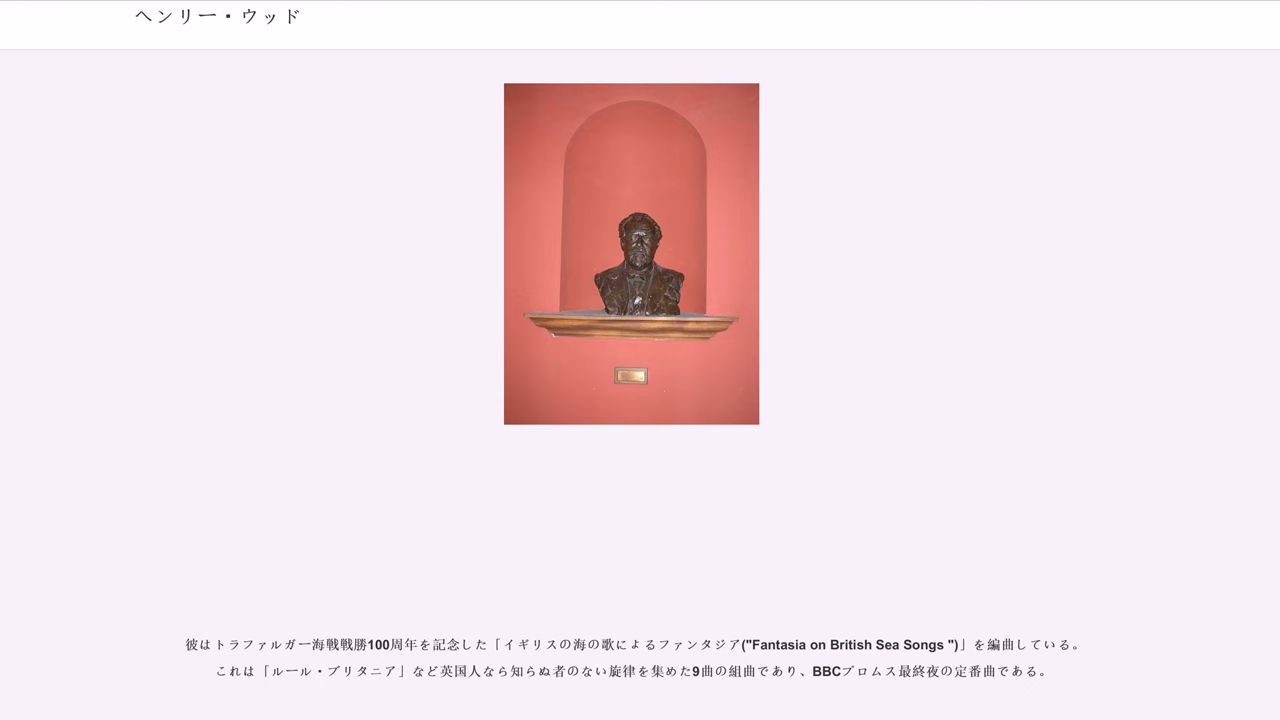 ヘンリー・ウッド
彼はトラファルガー海戦戦勝100周年を記念した「イギリスの海の歌によるファンタジア("Fantasia on British Sea Songs ")」を編曲している。
これは「ルール・ブリタニア」など英国人なら知らぬ者のない旋律を集めた9曲の組曲であり、BBCプロムス最終夜の定番曲である。